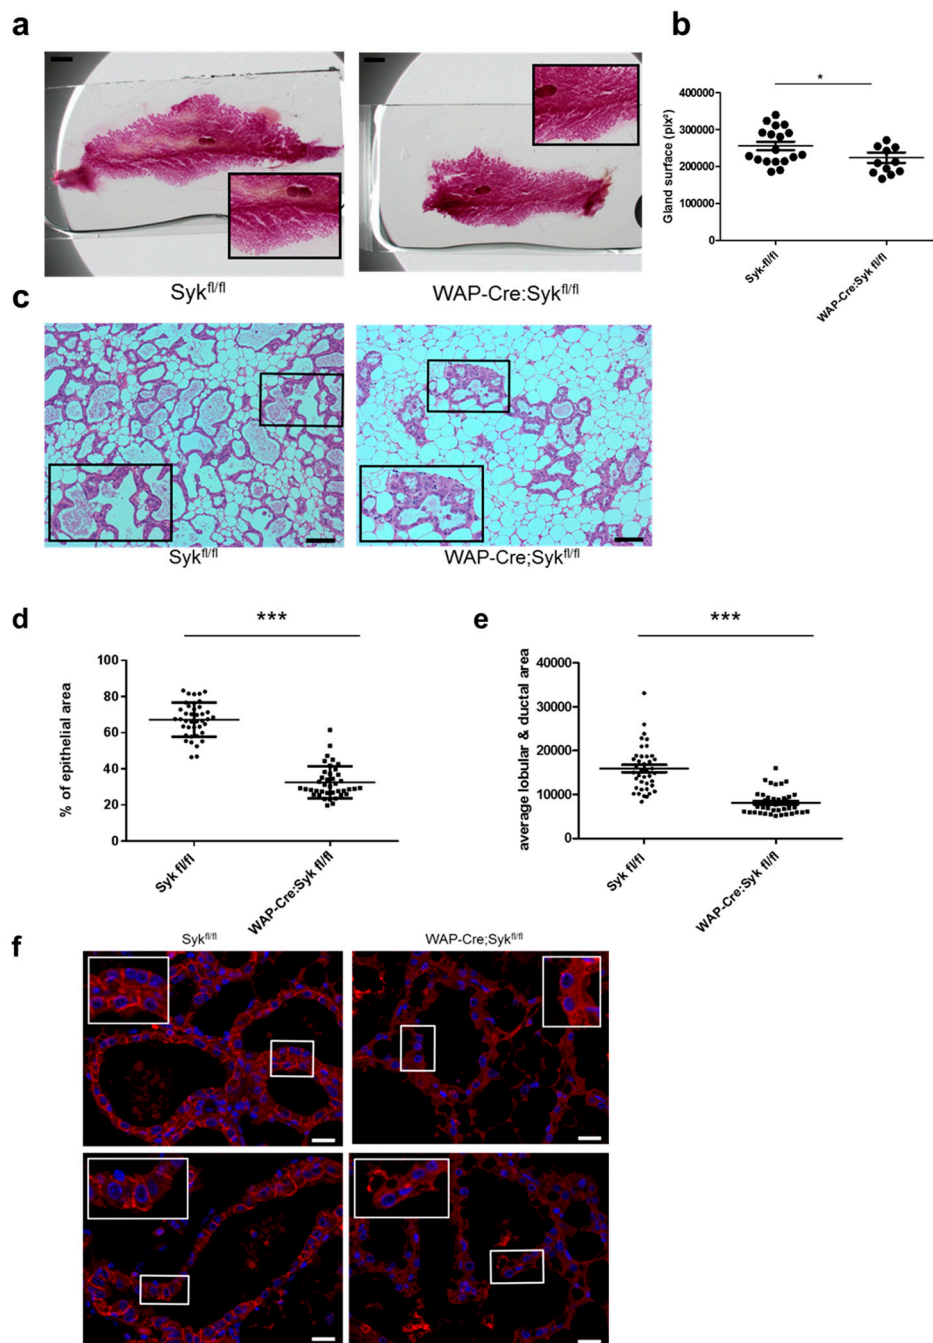 a
Syk^fl/fl
WAP-Cre:Syk^fl/fl
b
*
Gland surface (pix²)
400000
300000
200000
100000
0
Syk-fl/fl
WAP-Cre:Syk fl/fl
c
Syk^fl/fl
WAP-Cre;Syk^fl/fl
d
***
% of epithelial area
100
80
60
40
20
0
Syk fl/fl
WAP-Cre:Syk fl/fl
e
***
average lobular & ductal area
40000
30000
20000
10000
0
Syk fl/fl
WAP-Cre:Syk fl/fl
f
Syk^fl/fl
WAP-Cre;Syk^fl/fl